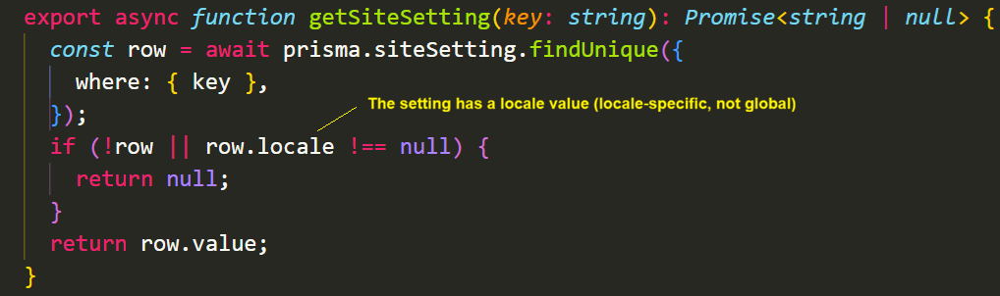 export async function getSiteSetting(key: string): Promise<string | null> {
  const row = await prisma.siteSetting.findUnique({
    where: { key },
The setting has a locale value (locale-specific, not global)
  });
  if (!row || row.locale !== null) {
    return null;
  }
  return row.value;
}